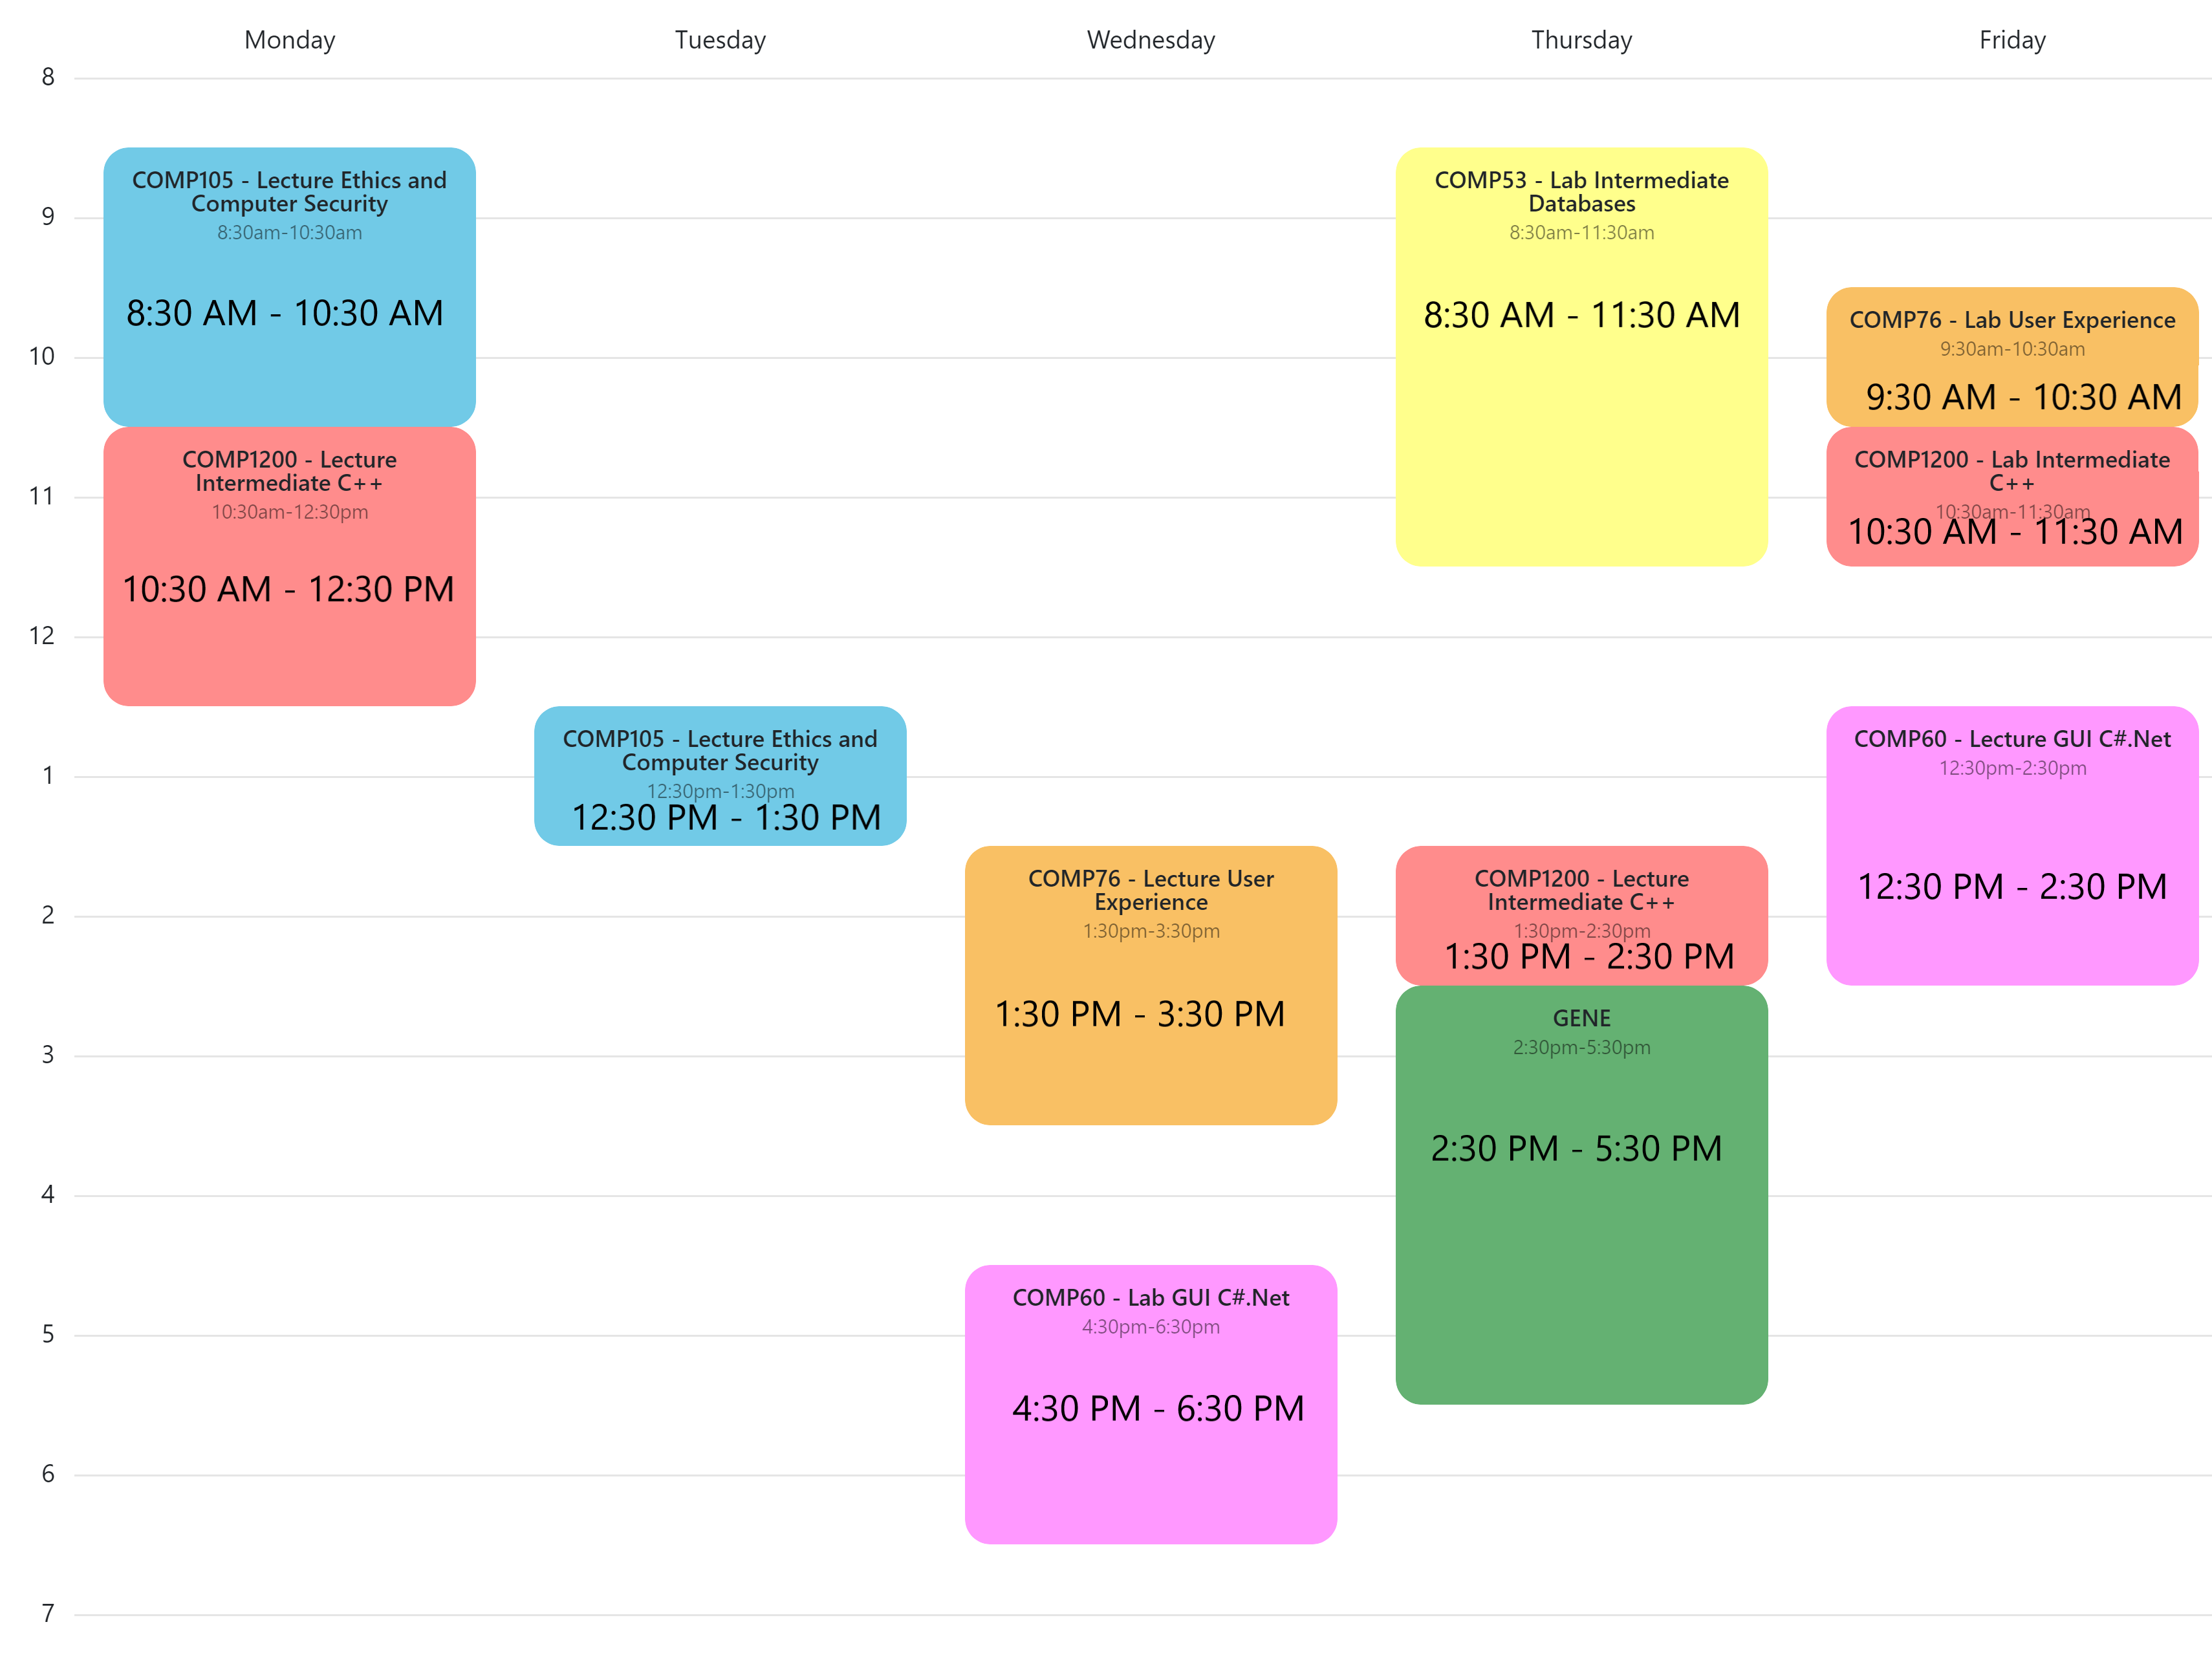 Monday
Tuesday
Wednesday
Thursday
Friday
8
9
10
11
12
1
2
3
4
5
6
7
COMP105 - Lecture Ethics and
Computer Security
8:30am-10:30am
8:30 AM - 10:30 AM
COMP1200 - Lecture
Intermediate C++
10:30am-12:30pm
10:30 AM - 12:30 PM
COMP105 - Lecture Ethics and
Computer Security
12:30pm-1:30pm
12:30 PM - 1:30 PM
COMP76 - Lecture User
Experience
1:30pm-3:30pm
1:30 PM - 3:30 PM
COMP60 - Lab GUI C#.Net
4:30pm-6:30pm
4:30 PM - 6:30 PM
COMP53 - Lab Intermediate
Databases
8:30am-11:30am
8:30 AM - 11:30 AM
COMP1200 - Lecture
Intermediate C++
1:30pm-2:30pm
1:30 PM - 2:30 PM
GENE
2:30pm-5:30pm
2:30 PM - 5:30 PM
COMP76 - Lab User Experience
9:30am-10:30am
9:30 AM - 10:30 AM
COMP1200 - Lab Intermediate
C++
10:30am-11:30am
10:30 AM - 11:30 AM
COMP60 - Lecture GUI C#.Net
12:30pm-2:30pm
12:30 PM - 2:30 PM